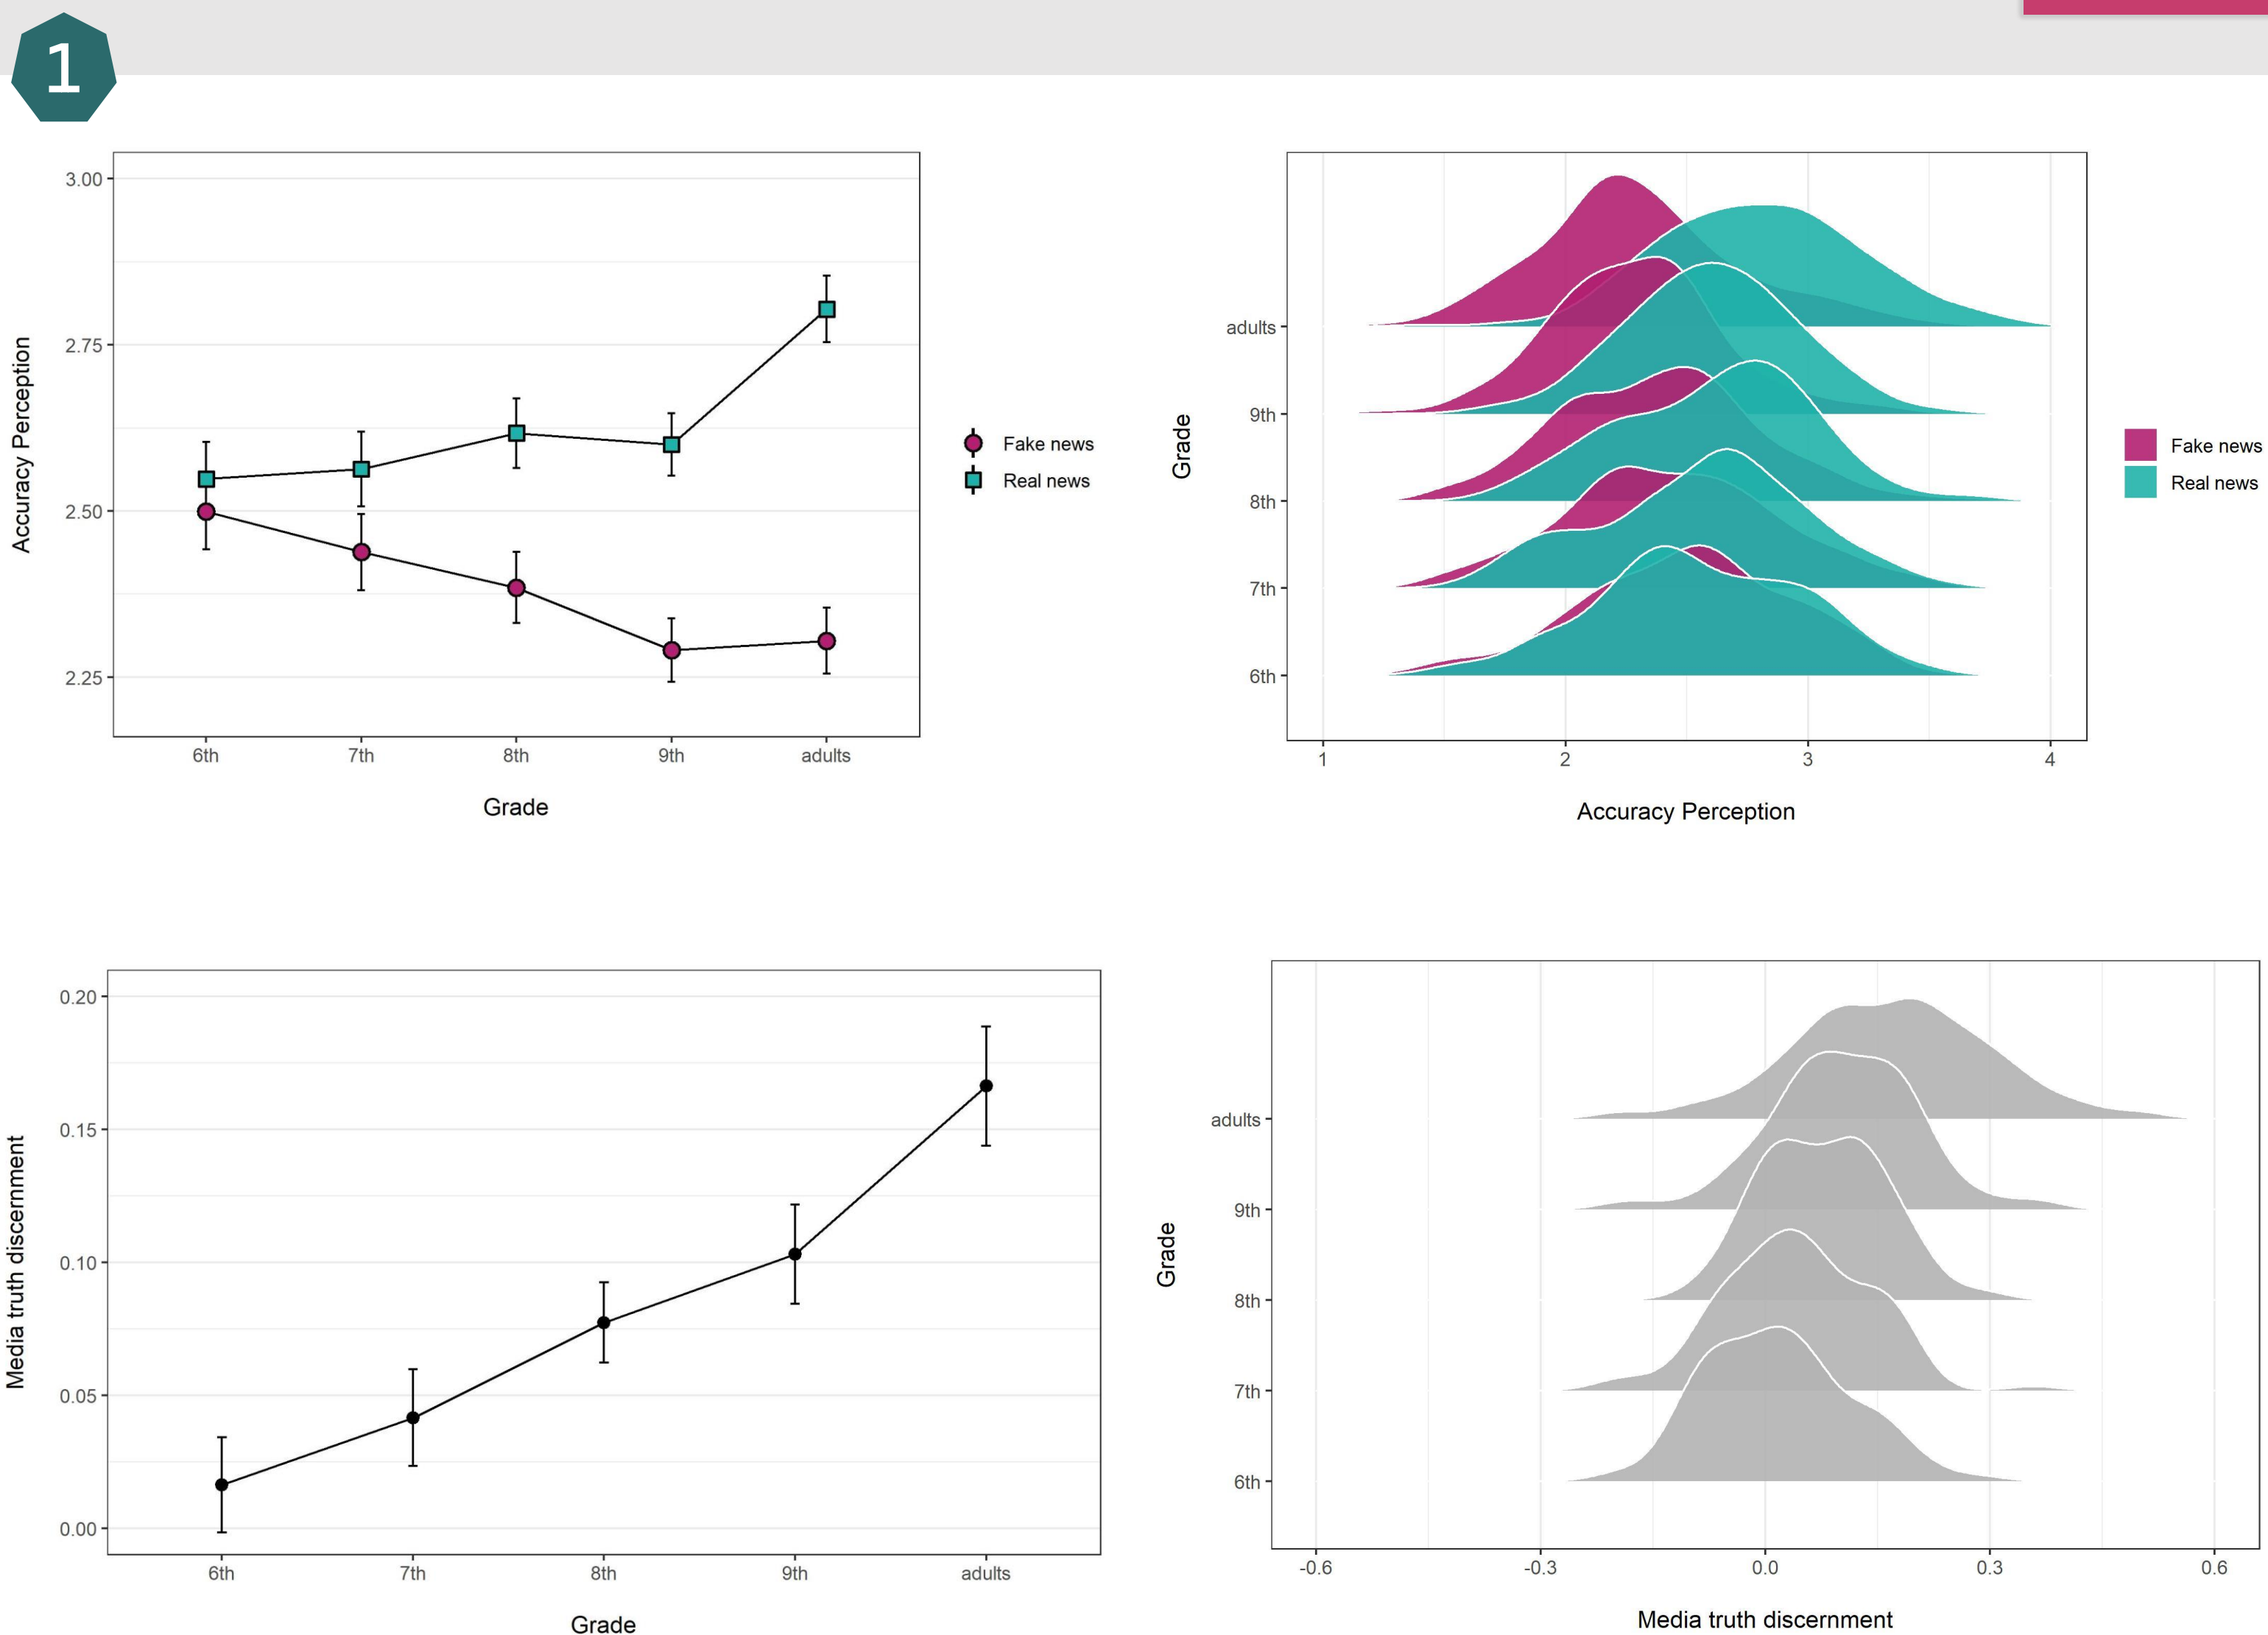 1
3.00
2.75
2.50
2.25
Accuracy Perception
6th 7th 8th 9th adults
Grade
Fake news
Real news
adults
9th
8th
7th
6th
Grade
1 2 3 4
Accuracy Perception
Fake news
Real news
0.20
0.15
0.10
0.05
0.00
Media truth discernment
6th 7th 8th 9th adults
Grade
adults
9th
8th
7th
6th
Grade
-0.6 -0.3 0.0 0.3 0.6
Media truth discernment